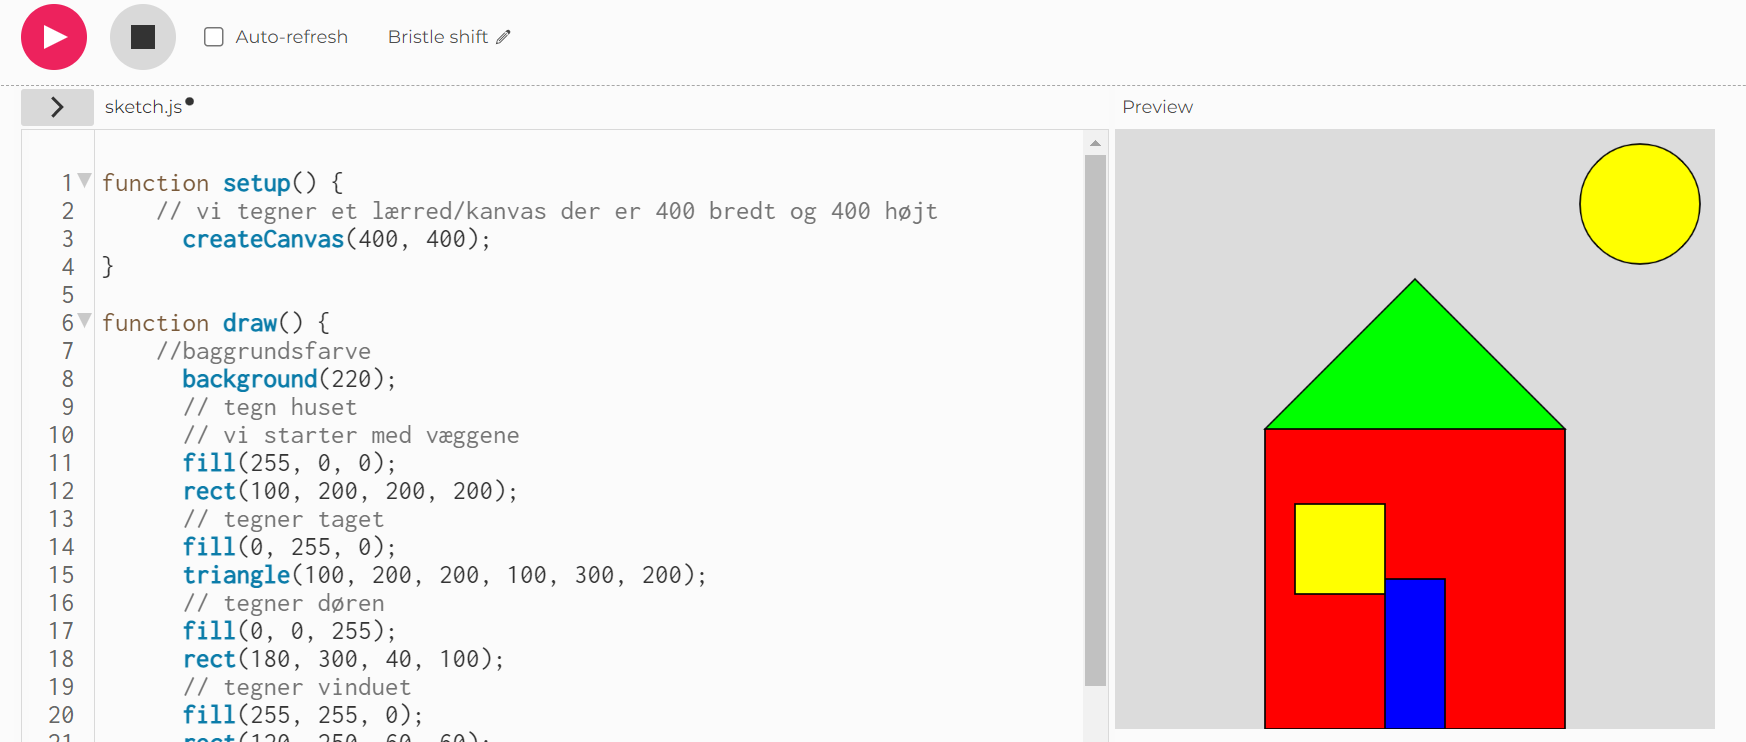 Auto-refresh Bristle shift
sketch.js
Preview
1 function setup() {
2 // vi tegner et lærred/kanvas der er 400 bredt og 400 højt
3 createCanvas(400, 400);
4 }
5
6 function draw() {
7 //baggrundsfarve
8 background(220);
9 // tegn huset
10 // vi starter med væggene
11 fill(255, 0, 0);
12 rect(100, 200, 200, 200);
13 // tegner taget
14 fill(0, 255, 0);
15 triangle(100, 200, 200, 100, 300, 200);
16 // tegner døren
17 fill(0, 0, 255);
18 rect(180, 300, 40, 100);
19 // tegner vinduet
20 fill(255, 255, 0);
21 rect(120, 250, 60, 60);